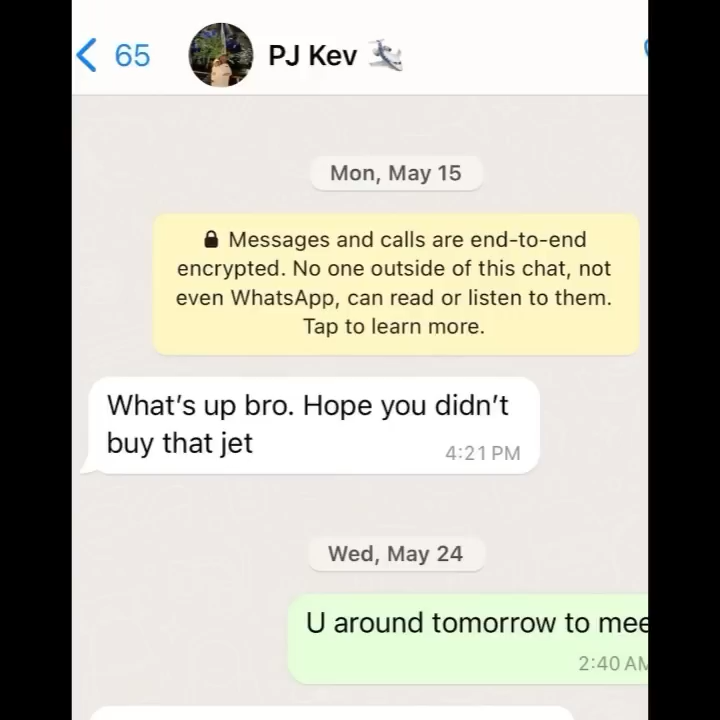 65
PJ Kev 🛩️
Mon, May 15
🔒 Messages and calls are end-to-end
encrypted. No one outside of this chat, not
even WhatsApp, can read or listen to them.
Tap to learn more.
What's up bro. Hope you didn't
buy that jet
4:21 PM
Wed, May 24
U around tomorrow to mee
2:40 AM